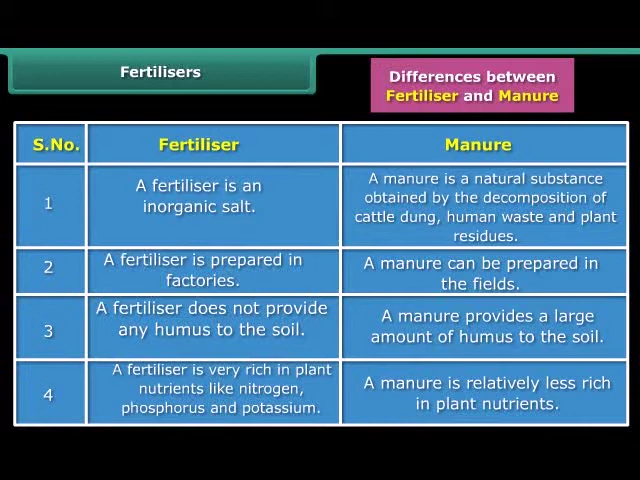 Fertilisers
Differences between
Fertiliser and Manure
S.No.
Fertiliser
Manure
1
A fertiliser is an
inorganic salt.
A manure is a natural substance
obtained by the decomposition of
cattle dung, human waste and plant
residues.
2
A fertiliser is prepared in
factories.
A manure can be prepared in
the fields.
3
A fertiliser does not provide
any humus to the soil.
A manure provides a large
amount of humus to the soil.
4
A fertiliser is very rich in plant
nutrients like nitrogen,
phosphorus and potassium.
A manure is relatively less rich
in plant nutrients.